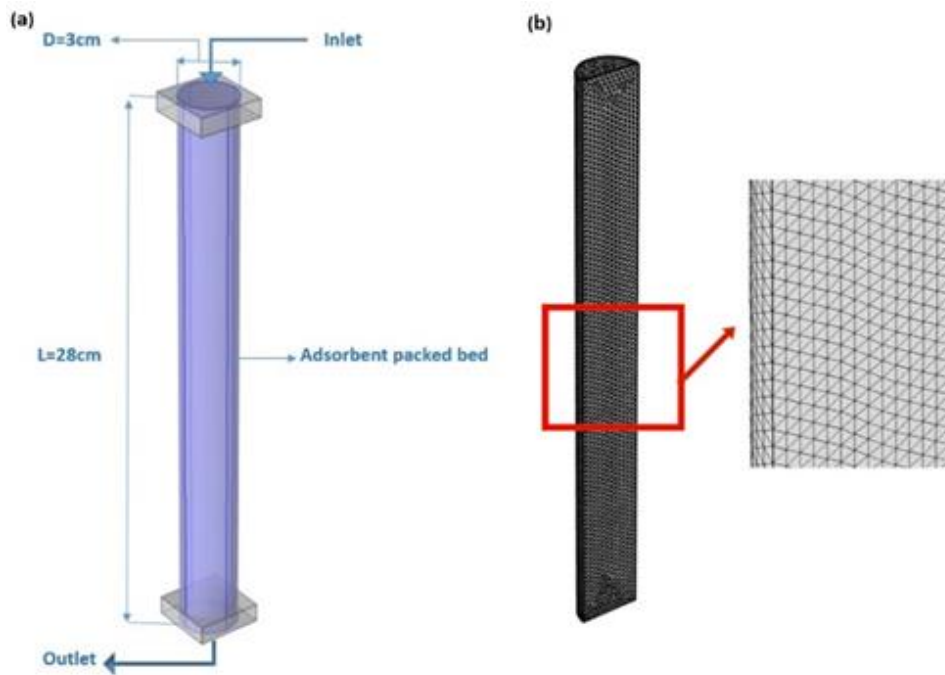 (a)
D=3cm
Inlet
L=28cm
Adsorbent packed bed
Outlet
(b)